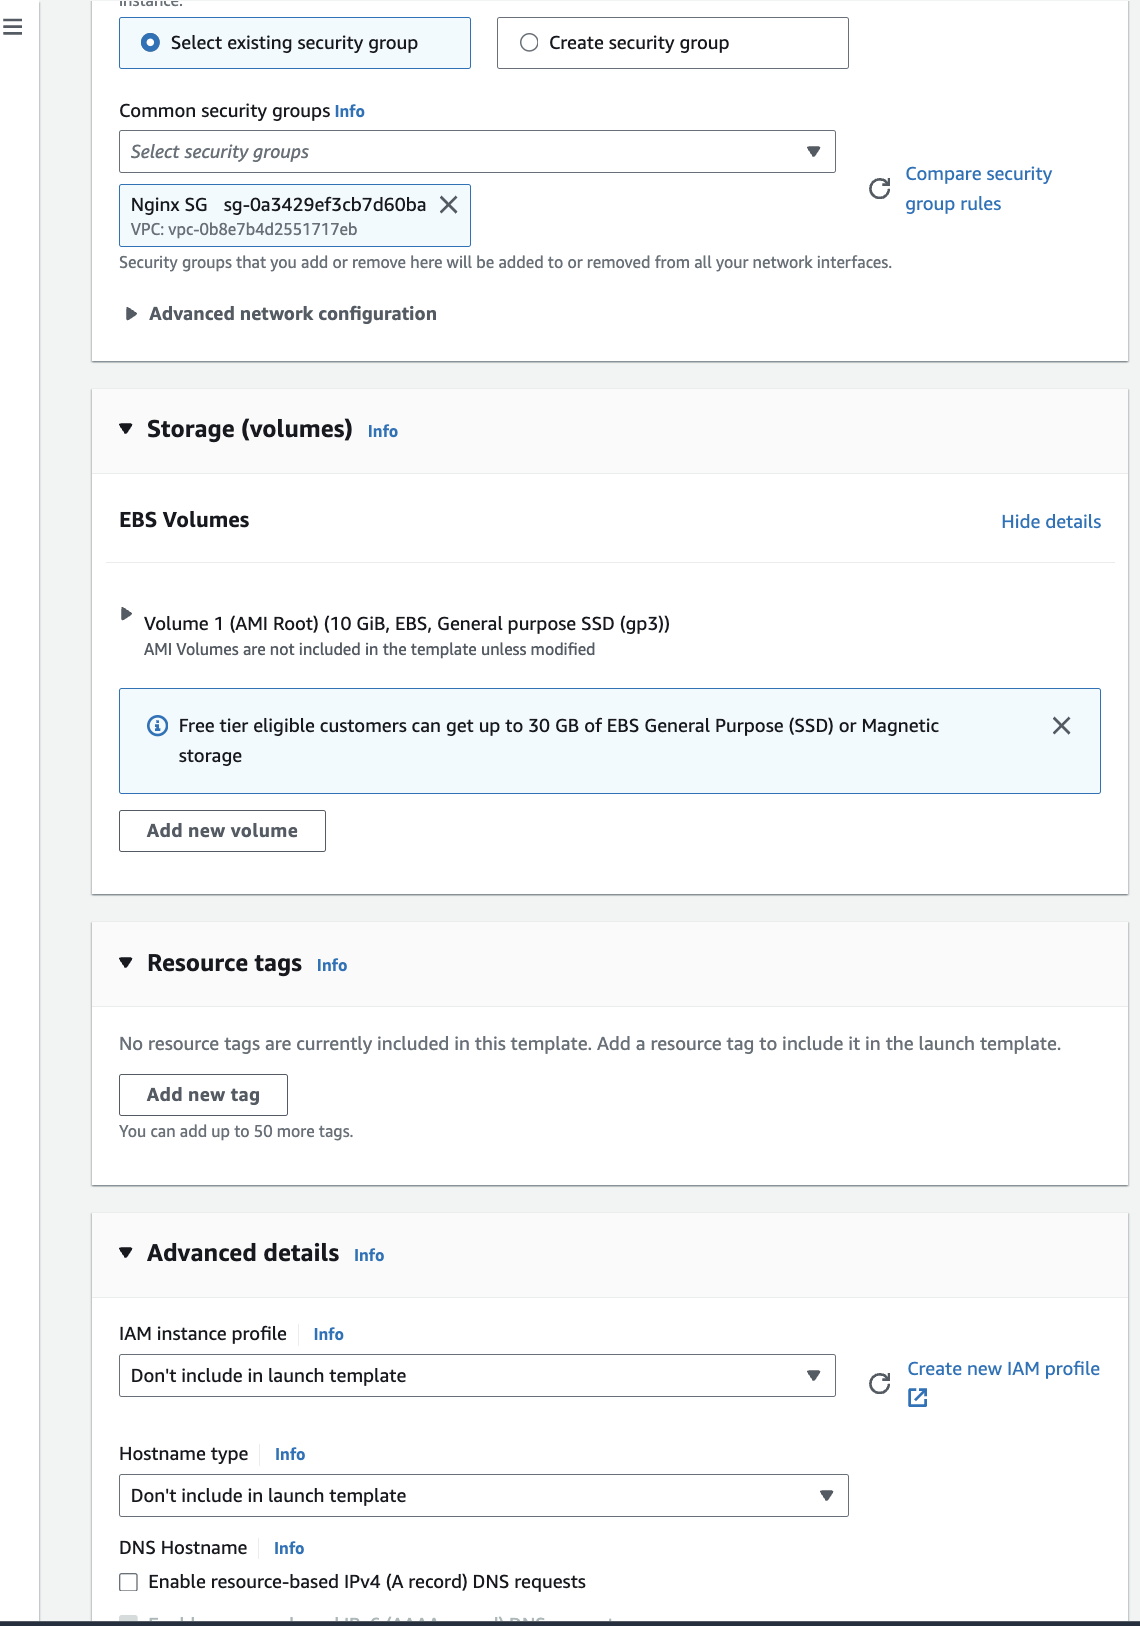 instance.
Select existing security group
Create security group
Common security groups Info
Select security groups
Compare security
group rules
Nginx SG sg-0a3429ef3cb7d60ba
VPC: vpc-0b8e7b4d2551717eb
Security groups that you add or remove here will be added to or removed from all your network interfaces.
Advanced network configuration
Storage (volumes) Info
EBS Volumes
Hide details
Volume 1 (AMI Root) (10 GiB, EBS, General purpose SSD (gp3))
AMI Volumes are not included in the template unless modified
Free tier eligible customers can get up to 30 GB of EBS General Purpose (SSD) or Magnetic
storage
Add new volume
Resource tags Info
No resource tags are currently included in this template. Add a resource tag to include it in the launch template.
Add new tag
You can add up to 50 more tags.
Advanced details Info
IAM instance profile Info
Don't include in launch template
Create new IAM profile
Hostname type Info
Don't include in launch template
DNS Hostname Info
Enable resource-based IPv4 (A record) DNS requests